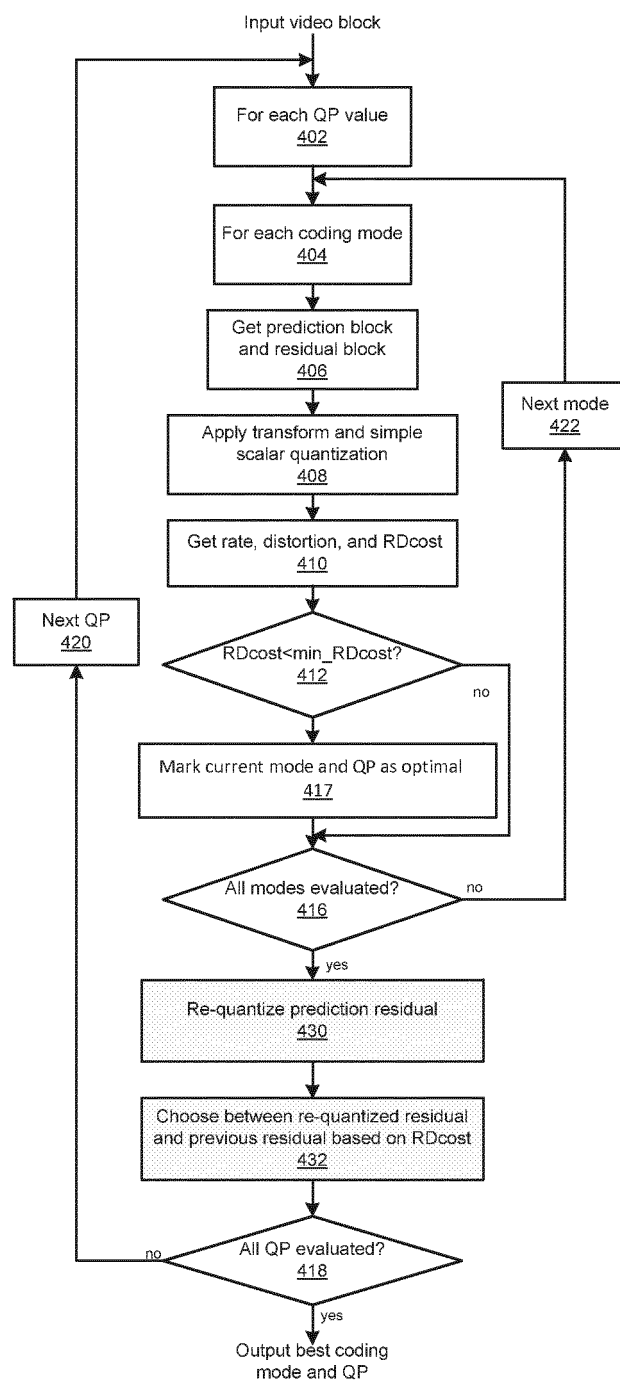 Input video block
For each QP value
402
For each coding mode
404
Get prediction block
and residual block
406
Next mode
422
Apply transform and simple
scalar quantization
408
Get rate, distortion, and RDcost
410
Next QP
420
RDcost<min_RDcost?
412
no
Mark current mode and QP as optimal
417
All modes evaluated?
416
no
yes
Re-quantize prediction residual
430
Choose between re-quantized residual
and previous residual based on RDcost
432
no
All QP evaluated?
418
yes
Output best coding
mode and QP